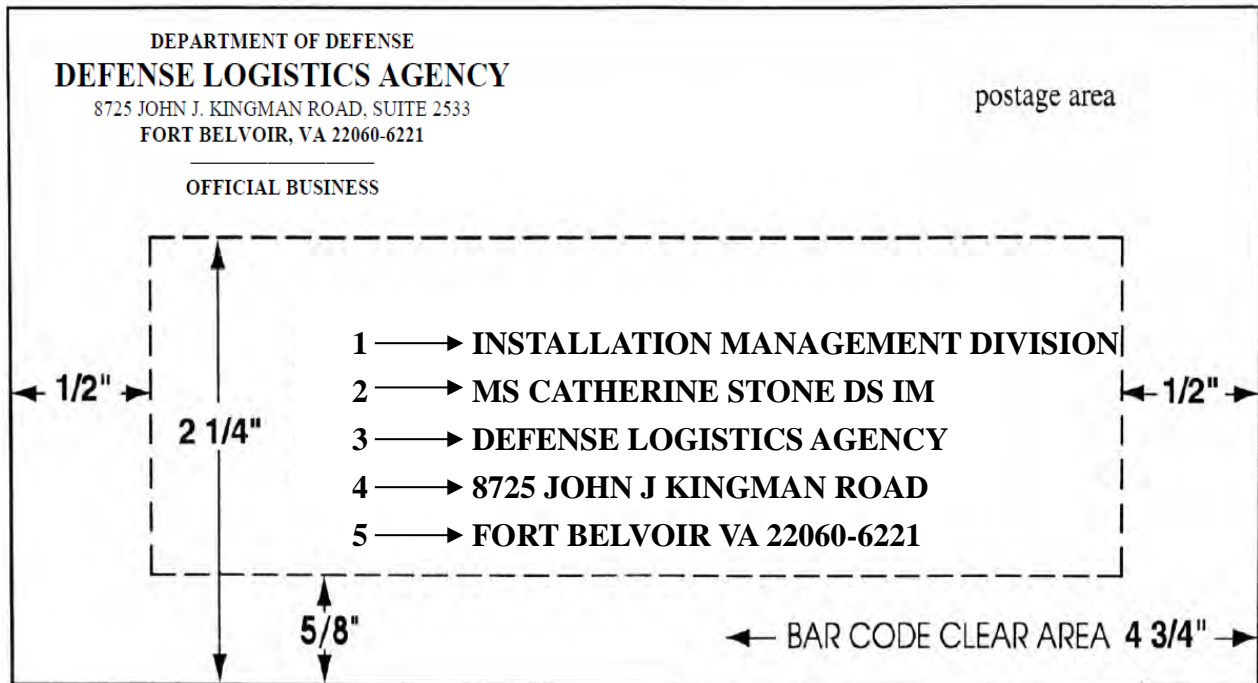 DEPARTMENT OF DEFENSE
DEFENSE LOGISTICS AGENCY
8725 JOHN J. KINGMAN ROAD, SUITE 2533
FORT BELVOIR, VA 22060-6221
OFFICIAL BUSINESS
postage area
1 INSTALLATION MANAGEMENT DIVISION
2 MS CATHERINE STONE DS IM
3 DEFENSE LOGISTICS AGENCY
4 8725 JOHN J KINGMAN ROAD
5 FORT BELVOIR VA 22060-6221
1/2"
2 1/4"
1/2"
5/8"
BAR CODE CLEAR AREA 4 3/4"